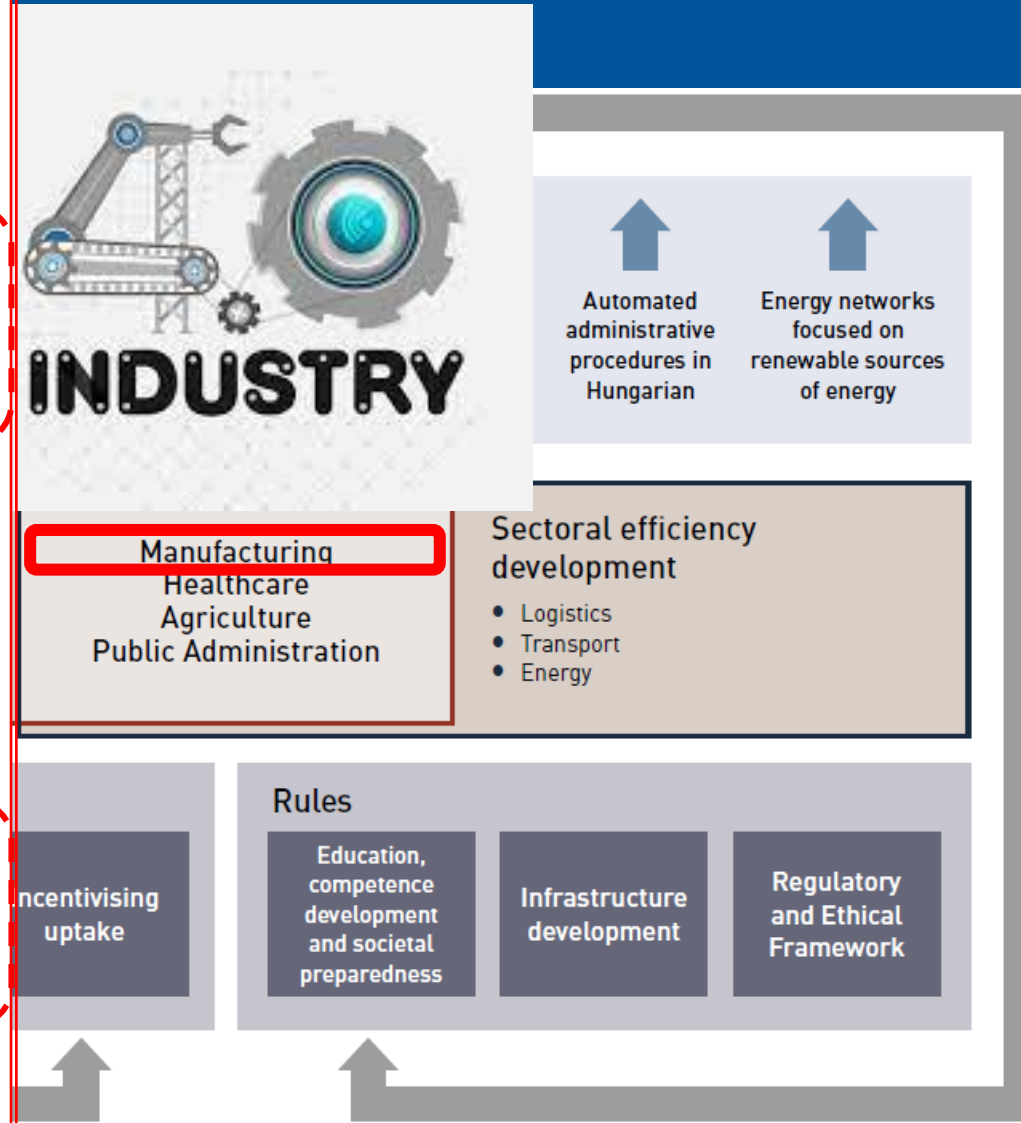 INDUSTRY
Automated
administrative
procedures in
Hungarian
Energy networks
focused on
renewable sources
of energy
Manufacturing
Healthcare
Agriculture
Public Administration
Sectoral efficiency
development
• Logistics
• Transport
• Energy
ncentivising
uptake
Rules
Education,
competence
development
and societal
preparedness
Infrastructure
development
Regulatory
and Ethical
Framework